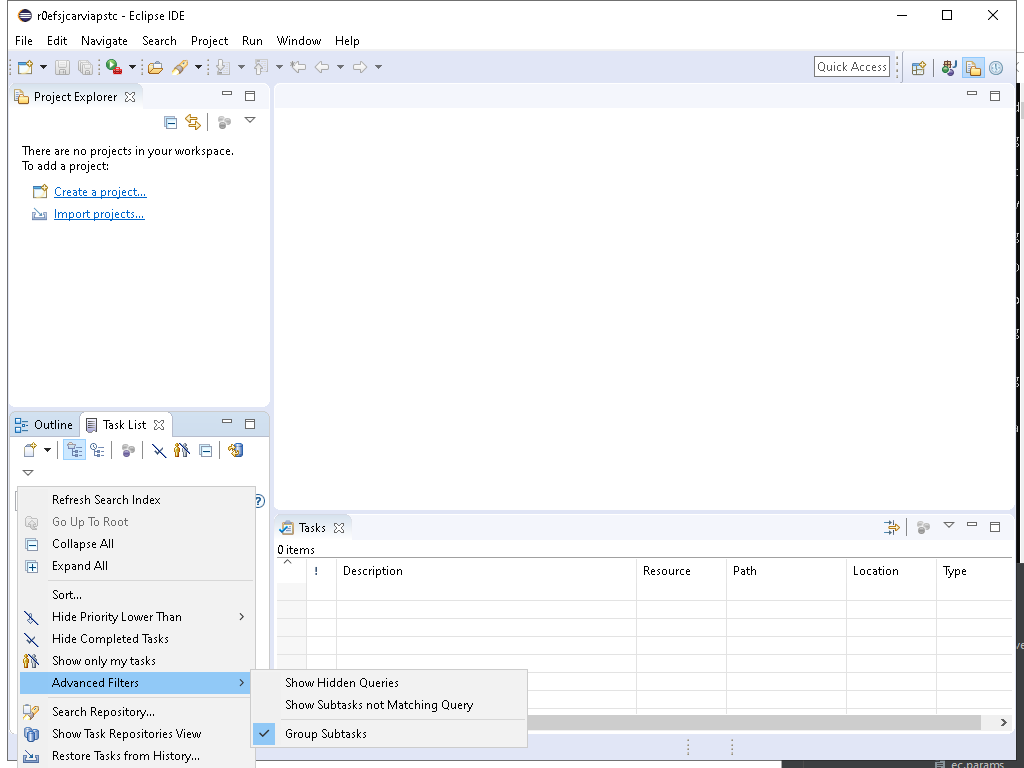 r0efsjcarviapstc - Eclipse IDE
File Edit Navigate Search Project Run Window Help
Quick Access
Project Explorer
There are no projects in your workspace.
To add a project:
Create a project...
Import projects...
Outline Task List
Refresh Search Index
Go Up To Root
Collapse All
Expand All
Sort...
Hide Priority Lower Than
Hide Completed Tasks
Show only my tasks
Advanced Filters
Search Repository...
Show Task Repositories View
Restore Tasks from History...
Show Hidden Queries
Show Subtasks not Matching Query
Group Subtasks
Tasks
0 items
! Description Resource Path Location Type
ec.params